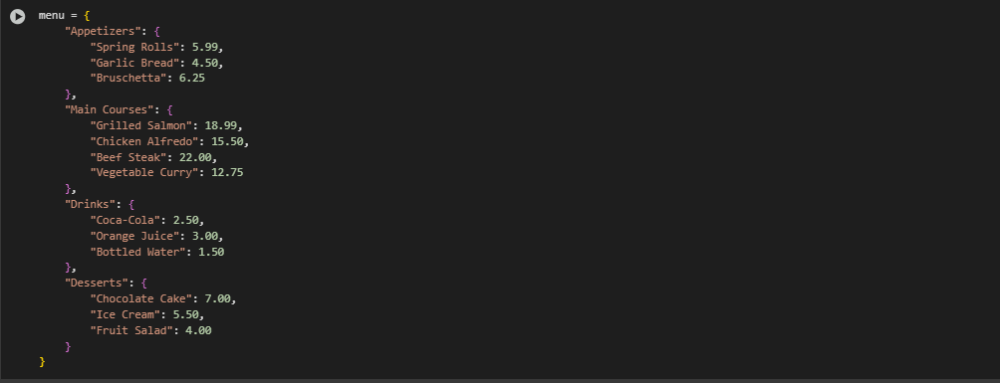 menu = {
    "Appetizers": {
        "Spring Rolls": 5.99,
        "Garlic Bread": 4.50,
        "Bruschetta": 6.25
    },
    "Main Courses": {
        "Grilled Salmon": 18.99,
        "Chicken Alfredo": 15.50,
        "Beef Steak": 22.00,
        "Vegetable Curry": 12.75
    },
    "Drinks": {
        "Coca-Cola": 2.50,
        "Orange Juice": 3.00,
        "Bottled Water": 1.50
    },
    "Desserts": {
        "Chocolate Cake": 7.00,
        "Ice Cream": 5.50,
        "Fruit Salad": 4.00
    }
}